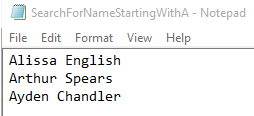 SearchForNameStartingWithA - Notepad
File Edit Format View Help
Alissa English
Arthur Spears
Ayden Chandler